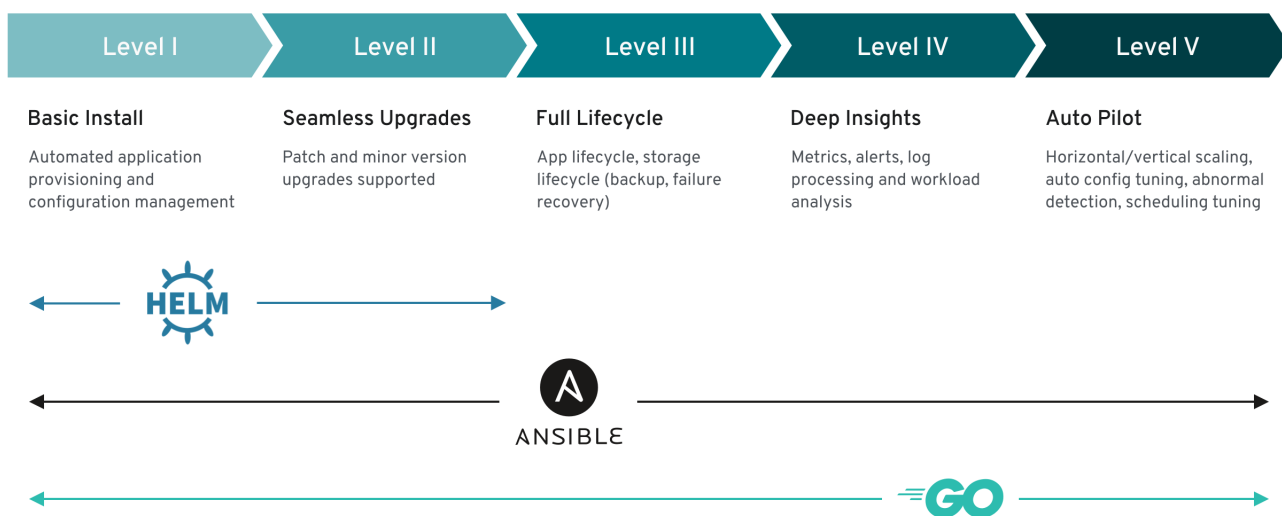 Level I
Level II
Level III
Level IV
Level V
Basic Install
Automated application
provisioning and
configuration management
Seamless Upgrades
Patch and minor version
upgrades supported
Full Lifecycle
App lifecycle, storage
lifecycle (backup, failure
recovery)
Deep Insights
Metrics, alerts, log
processing and workload
analysis
Auto Pilot
Horizontal/vertical scaling,
auto config tuning, abnormal
detection, scheduling tuning
HELM
A
ANSIBLE
GO